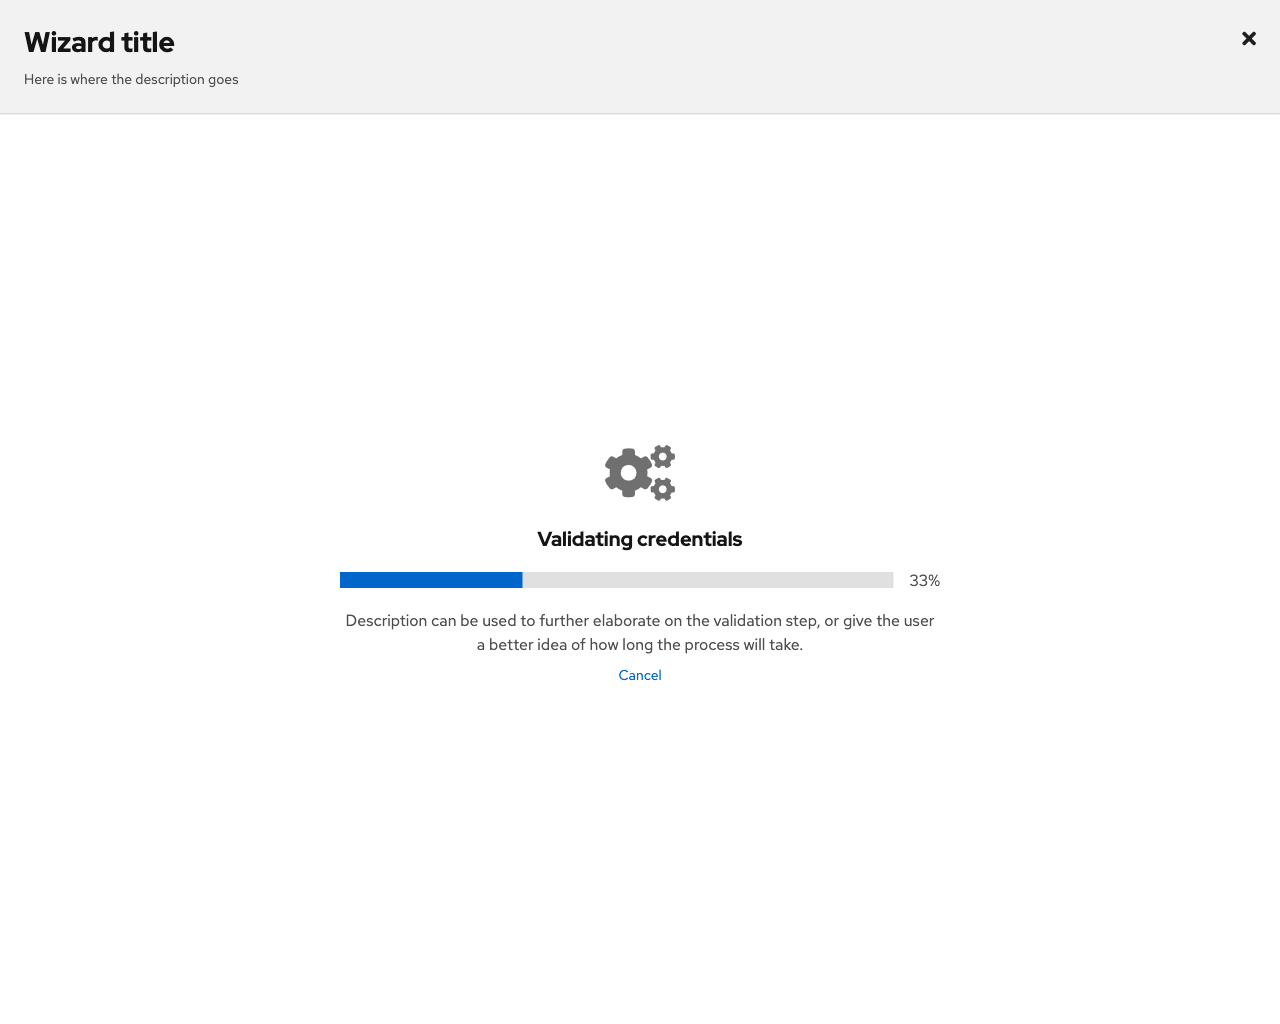 Wizard title
Here is where the description goes
Validating credentials
33%
Description can be used to further elaborate on the validation step, or give the user
a better idea of how long the process will take.
Cancel